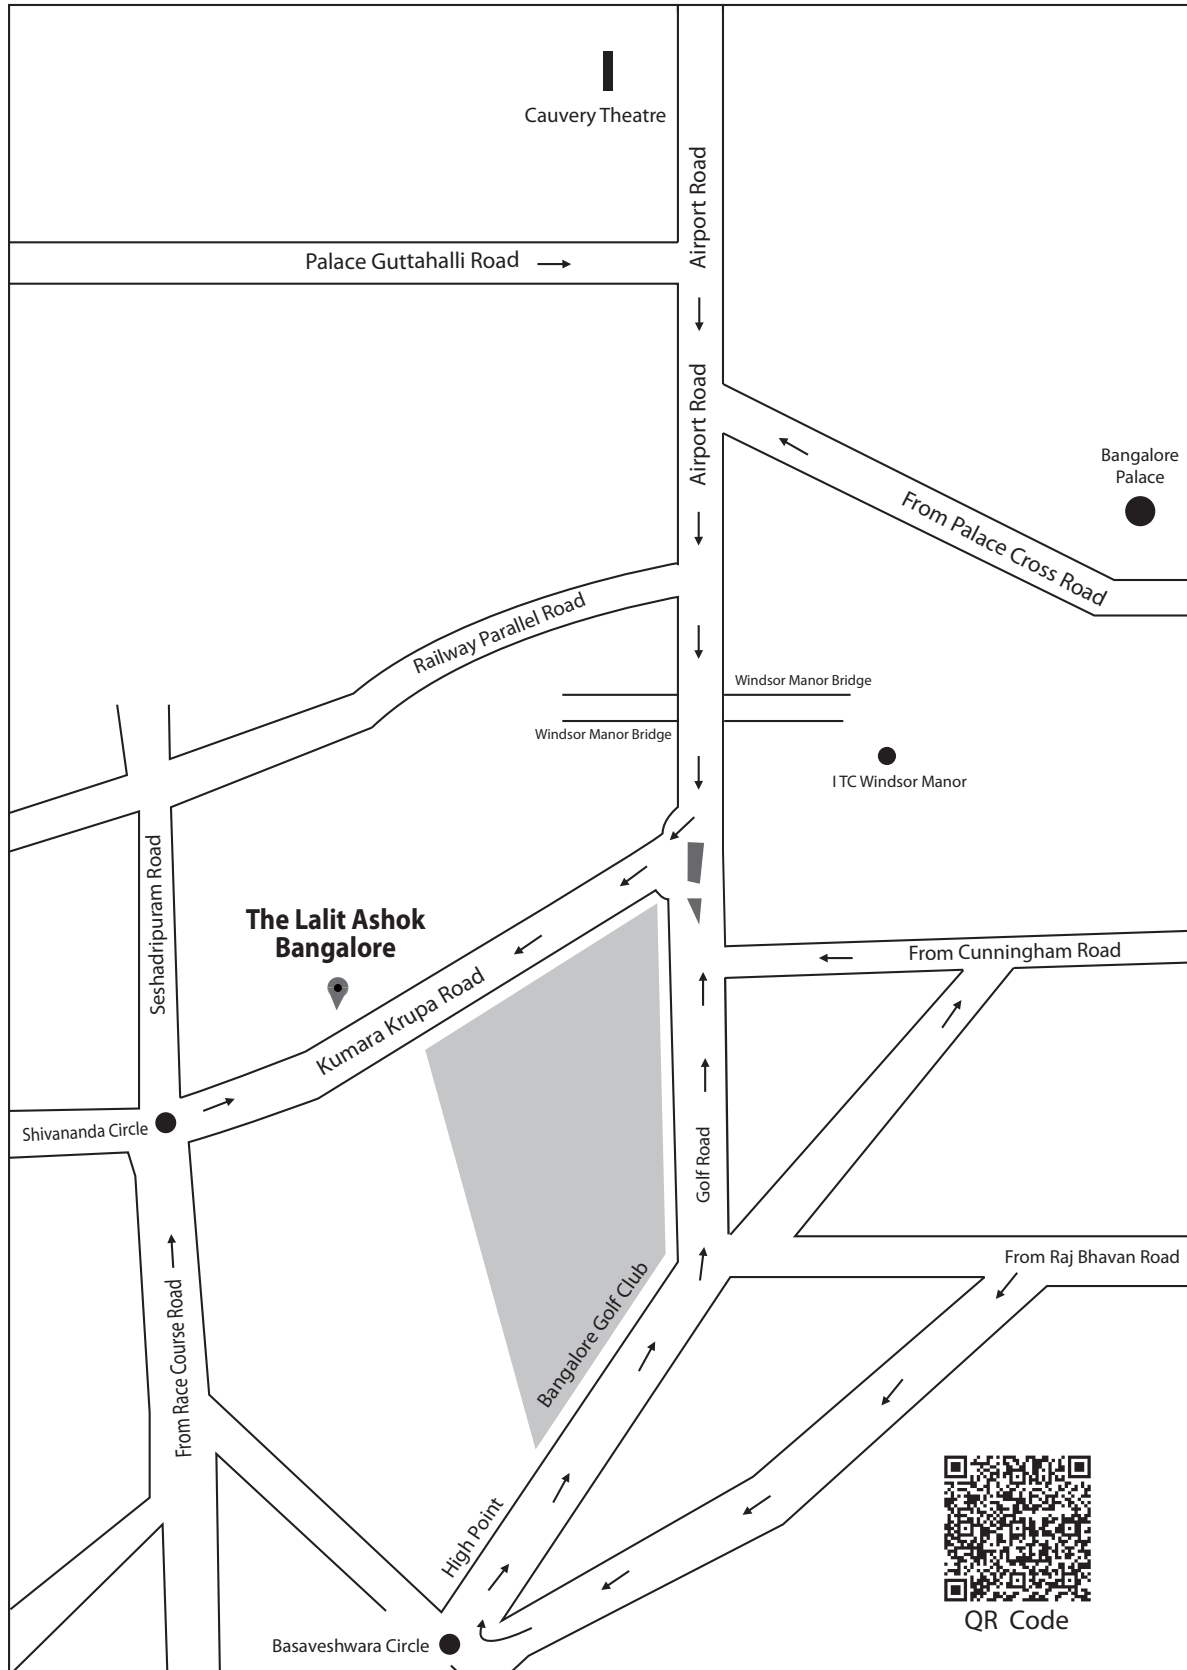 Cauvery Theatre
Airport Road
Palace Guttahalli Road
Airport Road
Bangalore
Palace
From Palace Cross Road
Railway Parallel Road
Windsor Manor Bridge
Windsor Manor Bridge
I TC Windsor Manor
Seshadripuram Road
The Lalit Ashok
Bangalore
From Cunningham Road
Kumara Krupa Road
Shivananda Circle
Golf Road
From Raj Bhavan Road
Bangalore Golf Club
From Race Course Road
High Point
QR Code
Basaveshwara Circle